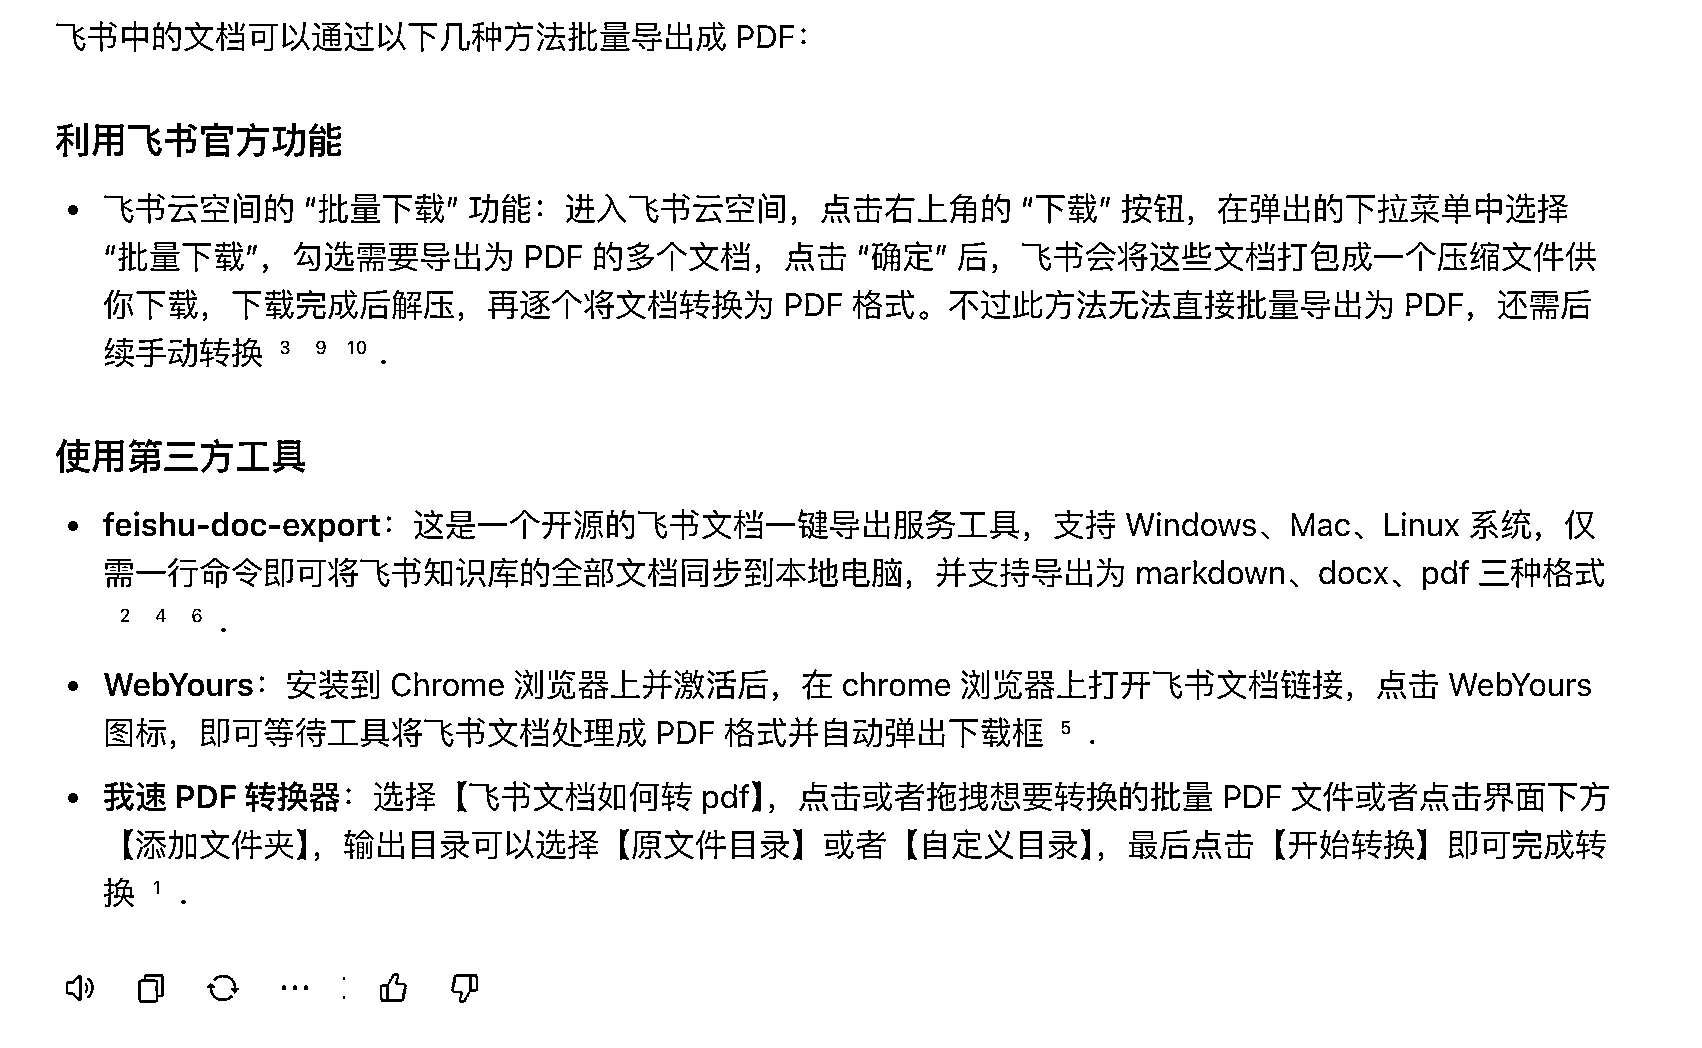 飞书中的文档可以通过以下几种方法批量导出成 PDF：
利用飞书官方功能
• 飞书云空间的 “批量下载” 功能：进入飞书云空间，点击右上角的 “下载” 按钮，在弹出的下拉菜单中选择
“批量下载”，勾选需要导出为 PDF 的多个文档，点击 “确定” 后，飞书会将这些文档打包成一个压缩文件供
你下载，下载完成后解压，再逐个将文档转换为 PDF 格式。不过此方法无法直接批量导出为 PDF，还需后
续手动转换 3 9 10 .
使用第三方工具
• feishu-doc-export：这是一个开源的飞书文档一键导出服务工具，支持 Windows、Mac、Linux 系统，仅
需一行命令即可将飞书知识库的全部文档同步到本地电脑，并支持导出为 markdown、docx、pdf 三种格式
2 4 6 .
• WebYours：安装到 Chrome 浏览器上并激活后，在 chrome 浏览器上打开飞书文档链接，点击 WebYours
图标，即可等待工具将飞书文档处理成 PDF 格式并自动弹出下载框 5 .
• 我速 PDF 转换器：选择【飞书文档如何转 pdf】，点击或者拖拽想要转换的批量 PDF 文件或者点击界面下方
【添加文件夹】，输出目录可以选择【原文件目录】或者【自定义目录】，最后点击【开始转换】即可完成转
换 1 .